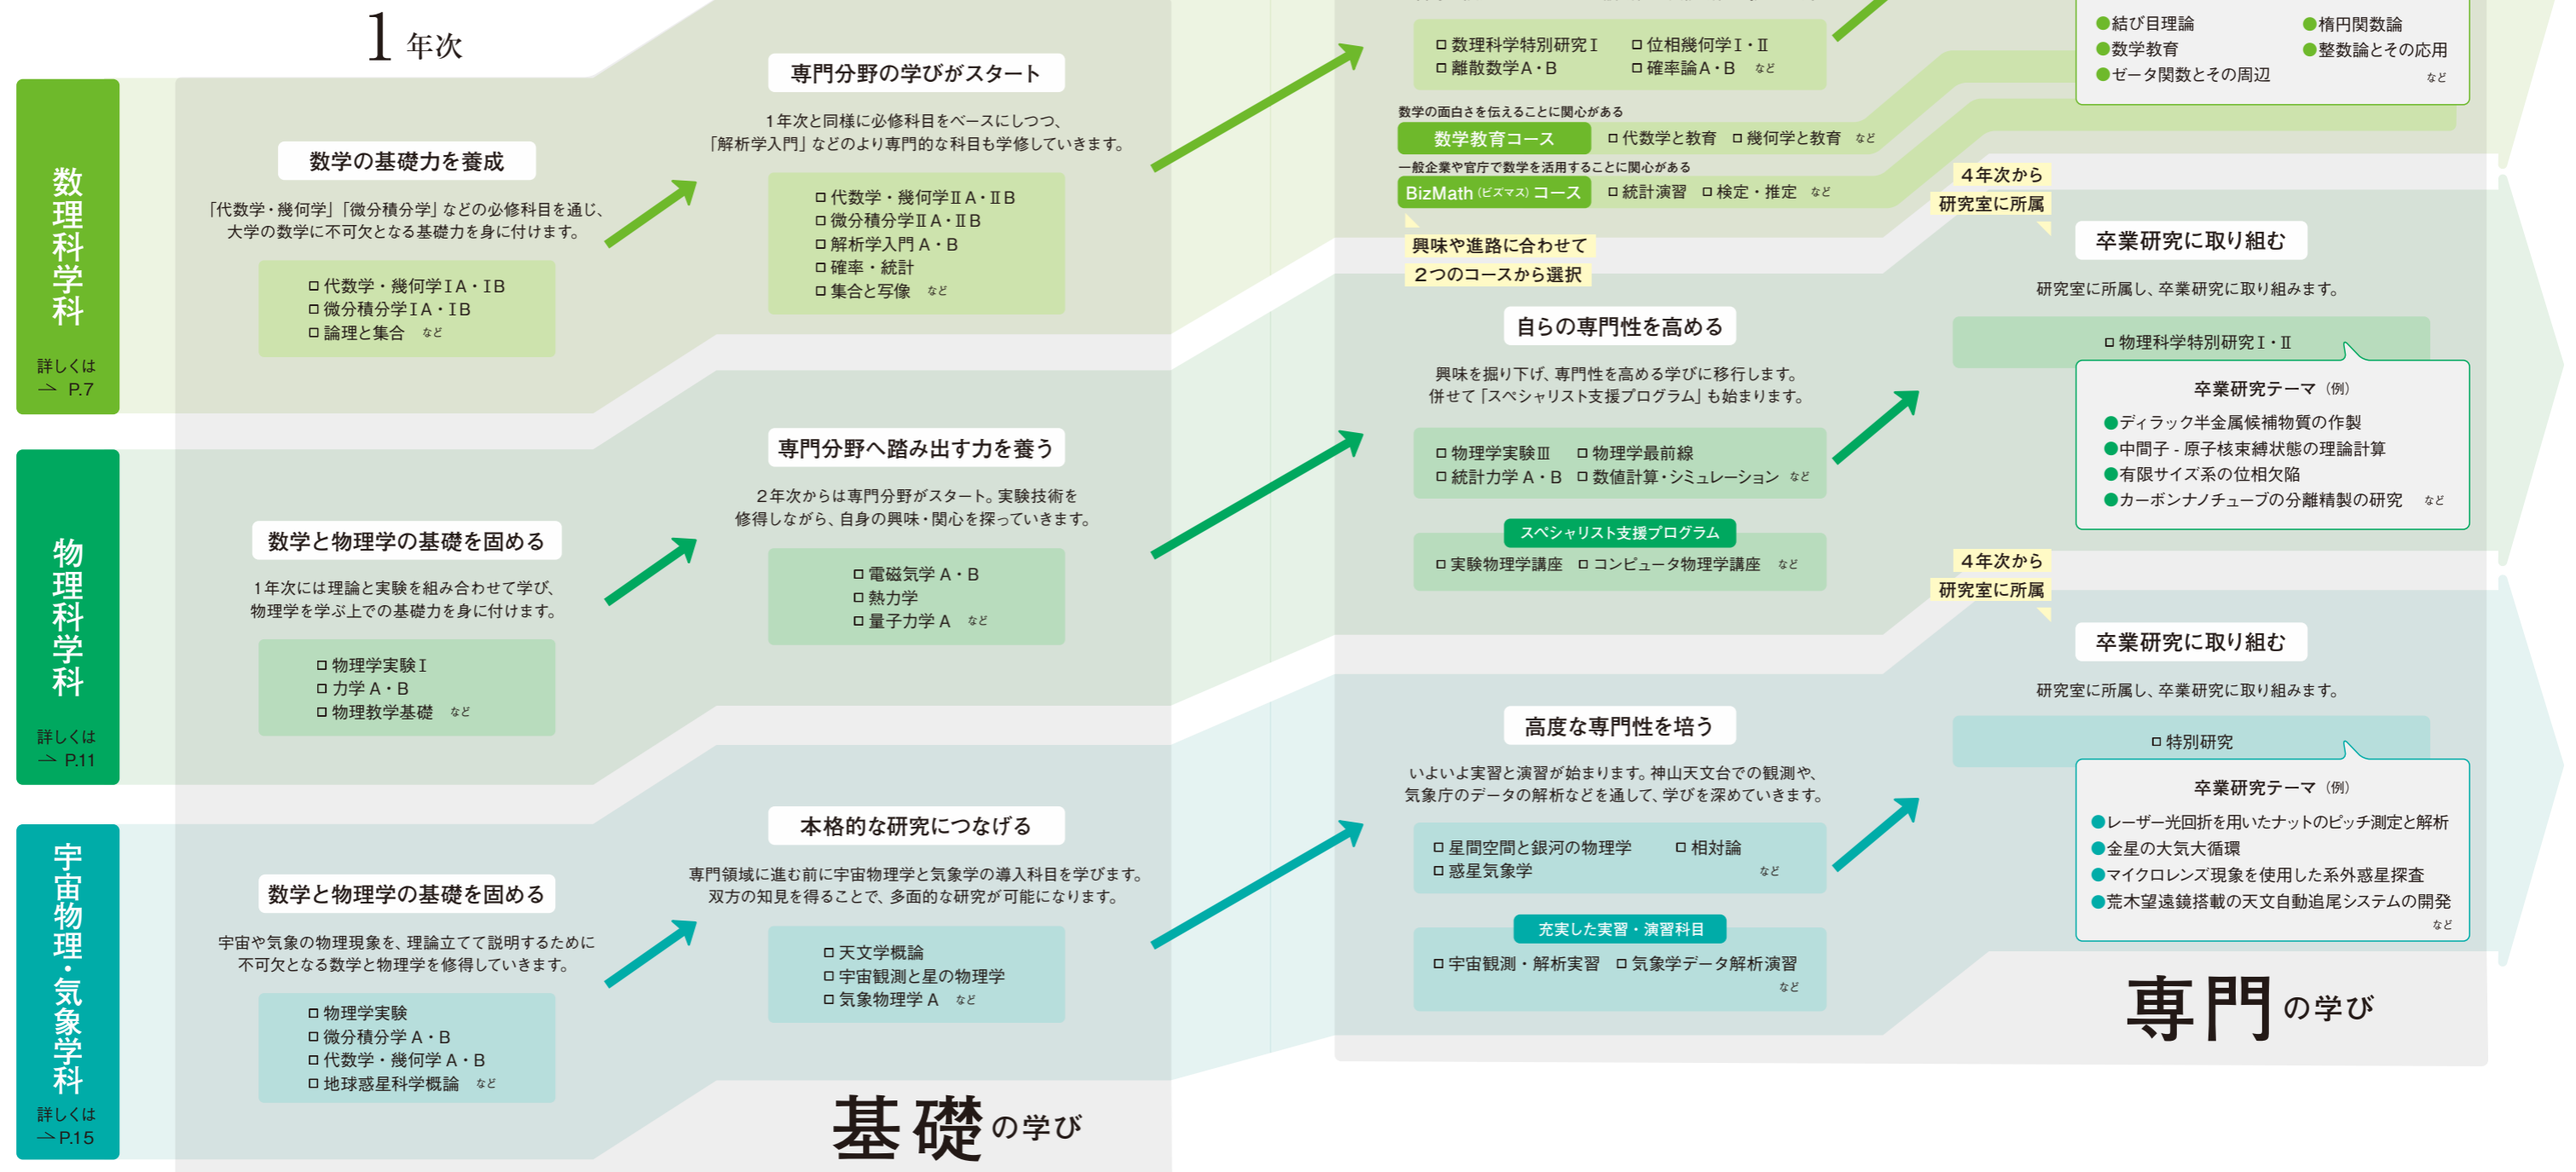 1 年次
数理科学科
詳しくは
→ P.7
数学の基礎力を養成
「代数学・幾何学」「微分積分学」などの必修科目を通じ、
大学の数学に不可欠となる基礎力を身に付けます。
□ 代数学・幾何学ⅠA・ⅠB
□ 微分積分学ⅠA・ⅠB
□ 論理と集合 など
専門分野の学びがスタート
1年次と同様に必修科目をベースにしつつ、
「解析学入門」などのより専門的な科目も学修していきます。
□ 代数学・幾何学ⅡA・ⅡB
□ 微分積分学ⅡA・ⅡB
□ 解析学入門 A・B
□ 確率・統計
□ 集合と写像 など
□ 数理科学特別研究Ⅰ □ 位相幾何学Ⅰ・Ⅱ
□ 離散数学A・B □ 確率論A・B など
数学の面白さを伝えることに関心がある
数学教育コース □ 代数学と教育 □ 幾何学と教育 など
一般企業や官庁で数学を活用することに関心がある
BizMath（ビズマス）コース □ 統計演習 □ 検定・推定 など
興味や進路に合わせて
2つのコースから選択
●結び目理論 ●楕円関数論
●数学教育 ●整数論とその応用
●ゼータ関数とその周辺 など
物理科学科
詳しくは
→ P.11
数学と物理学の基礎を固める
1年次には理論と実験を組み合わせて学び、
物理学を学ぶ上での基礎力を身に付けます。
□ 物理学実験Ⅰ
□ 力学 A・B
□ 物理数学基礎 など
専門分野へ踏み出す力を養う
2年次からは専門分野がスタート。実験技術を
修得しながら、自身の興味・関心を探っていきます。
□ 電磁気学 A・B
□ 熱力学
□ 量子力学 A など
自らの専門性を高める
興味を掘り下げ、専門性を高める学びに移行します。
併せて「スペシャリスト支援プログラム」も始まります。
□ 物理学実験Ⅲ □ 物理学最前線
□ 統計力学 A・B □ 数値計算・シミュレーション など
スペシャリスト支援プログラム
□ 実験物理学講座 □ コンピュータ物理学講座 など
4年次から
研究室に所属
卒業研究に取り組む
研究室に所属し、卒業研究に取り組みます。
□ 物理科学特別研究Ⅰ・Ⅱ
卒業研究テーマ（例）
●ディラック半金属候補物質の作製
●中間子 - 原子核束縛状態の理論計算
●有限サイズ系の位相欠陥
●カーボンナノチューブの分離精製の研究 など
宇宙物理・気象学科
詳しくは
→ P.15
数学と物理学の基礎を固める
宇宙や気象の物理現象を、理論立てて説明するために
不可欠となる数学と物理学を修得していきます。
□ 物理学実験
□ 微分積分学 A・B
□ 代数学・幾何学 A・B
□ 地球惑星科学概論 など
本格的な研究につなげる
専門領域に進む前に宇宙物理学と気象学の導入科目を学びます。
双方の知見を得ることで、多面的な研究が可能になります。
□ 天文学概論
□ 宇宙観測と星の物理学
□ 気象物理学 A など
高度な専門性を培う
いよいよ実習と演習が始まります。神山天文台での観測や、
気象庁のデータの解析などを通して、学びを深めていきます。
□ 星間空間と銀河の物理学 □ 相対論
□ 惑星気象学 など
充実した実習・演習科目
□ 宇宙観測・解析実習 □ 気象学データ解析演習
など
4年次から
研究室に所属
卒業研究に取り組む
研究室に所属し、卒業研究に取り組みます。
□ 特別研究
卒業研究テーマ（例）
●レーザー光回折を用いたナットのピッチ測定と解析
●金星の大気大循環
●マイクロレンズ現象を使用した系外惑星探査
●荒木望遠鏡搭載の天文自動追尾システムの開発
など
基礎の学び
専門の学び